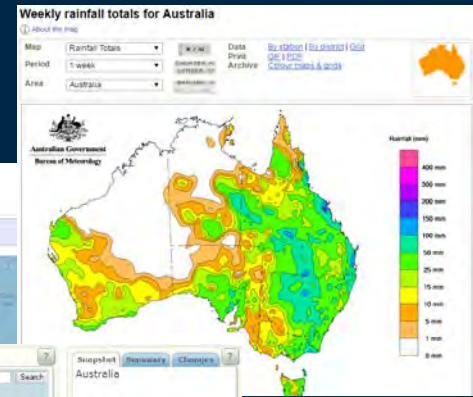 Weekly rainfall totals for Australia
About the map
Map Rainfall Totals
Period 1 week
Area Australia
Data By station | By district | Grid
Print GIF | PDF
Archive Colour maps & grids
Australian Government
Bureau of Meteorology
Rainfall (mm)
400 mm
300 mm
200 mm
150 mm
100 mm
50 mm
25 mm
15 mm
10 mm
5 mm
1 mm
0 mm
? Snapshot Summary Changes ?
Search Australia